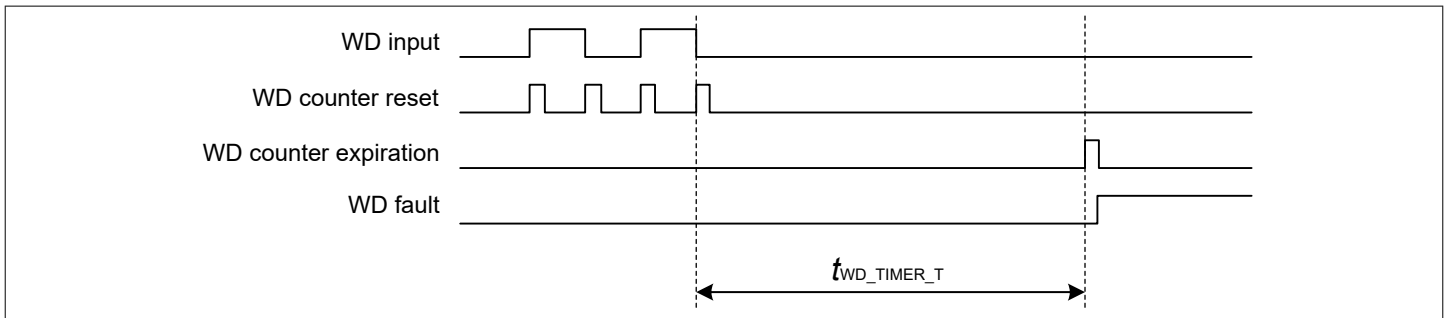 WD input
WD counter reset
WD counter expiration
WD fault
tWD_TIMER_T